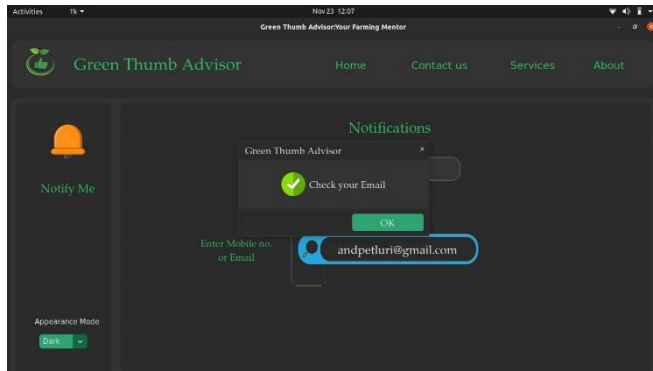 Activities Tk Nov 23 12:07
Green Thumb Advisor:Your Farming Mentor
Green Thumb Advisor Home Contact us Services About
Notifications
Green Thumb Advisor ×
Check your Email
Notify Me
OK
Enter Mobile no.
or Email
andpetluri@gmail.com
Appearance Mode
Dark